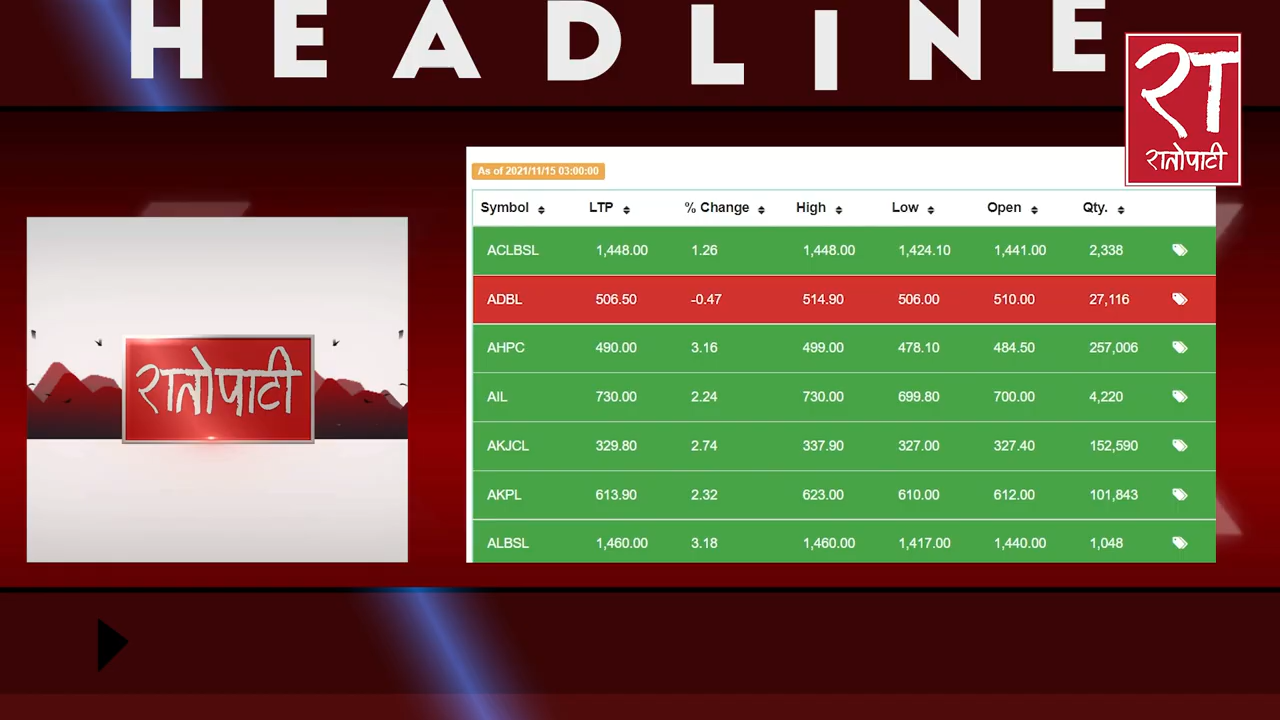 HEADLINE
रा
रातोपाटी
As of 2021/11/15 03:00:00
Symbol LTP % Change High Low Open Qty.
ACLBSL 1,448.00 1.26 1,448.00 1,424.10 1,441.00 2,338
ADBL 506.50 -0.47 514.90 506.00 510.00 27,116
AHPC 490.00 3.16 499.00 478.10 484.50 257,006
AIL 730.00 2.24 730.00 699.80 700.00 4,220
AKJCL 329.80 2.74 337.90 327.00 327.40 152,590
AKPL 613.90 2.32 623.00 610.00 612.00 101,843
ALBSL 1,460.00 3.18 1,460.00 1,417.00 1,440.00 1,048
रातोपाटी